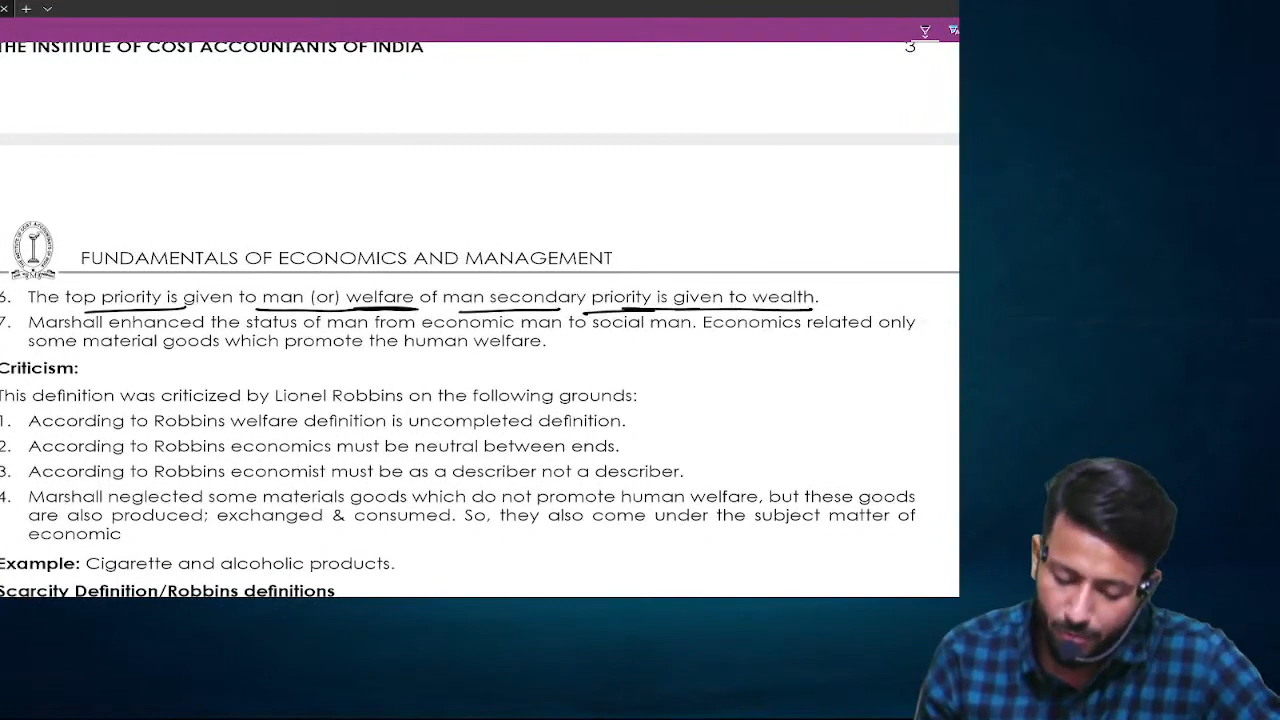 THE INSTITUTE OF COST ACCOUNTANTS OF INDIA 3
FUNDAMENTALS OF ECONOMICS AND MANAGEMENT
6. The top priority is given to man (or) welfare of man secondary priority is given to wealth.
7. Marshall enhanced the status of man from economic man to social man. Economics related only
some material goods which promote the human welfare.
Criticism:
This definition was criticized by Lionel Robbins on the following grounds:
1. According to Robbins welfare definition is uncompleted definition.
2. According to Robbins economics must be neutral between ends.
3. According to Robbins economist must be as a describer not a describer.
4. Marshall neglected some materials goods which do not promote human welfare, but these goods
are also produced; exchanged & consumed. So, they also come under the subject matter of
economic
Example: Cigarette and alcoholic products.
Scarcity Definition/Robbins definitions